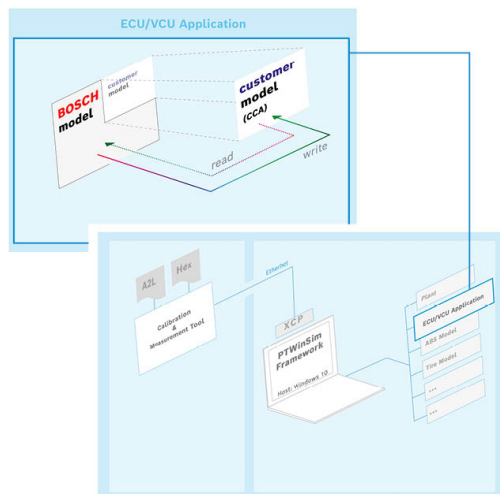 ECU/VCU Application
BOSCH
model
customer
model
customer
model
(CCA)
read
write
A2L
Hex
Calibration
&
Measurement Tool
Ethernet
XCP
PTWinSim
Framework
Host: Windows 10
Plant
ECU/VCU Application
ABS Model
Tire Model
...
...